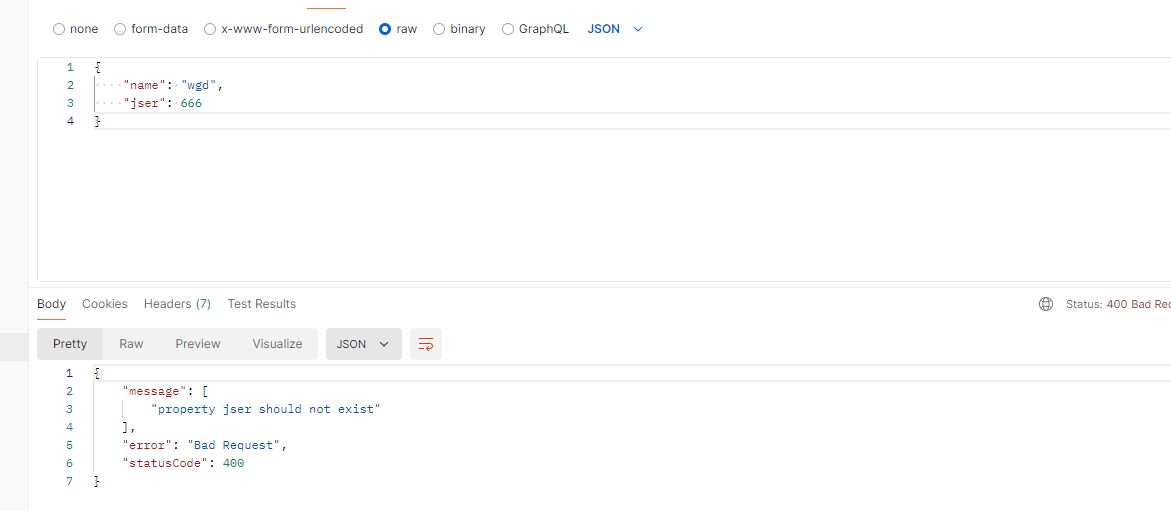 none form-data x-www-form-urlencoded raw binary GraphQL JSON
1 {
2 "name": "wgd",
3 "jser": 666
4 }
Body Cookies Headers (7) Test Results Status: 400 Bad Rec
Pretty Raw Preview Visualize JSON
1 {
2 "message": [
3 "property jser should not exist"
4 ],
5 "error": "Bad Request",
6 "statusCode": 400
7 }